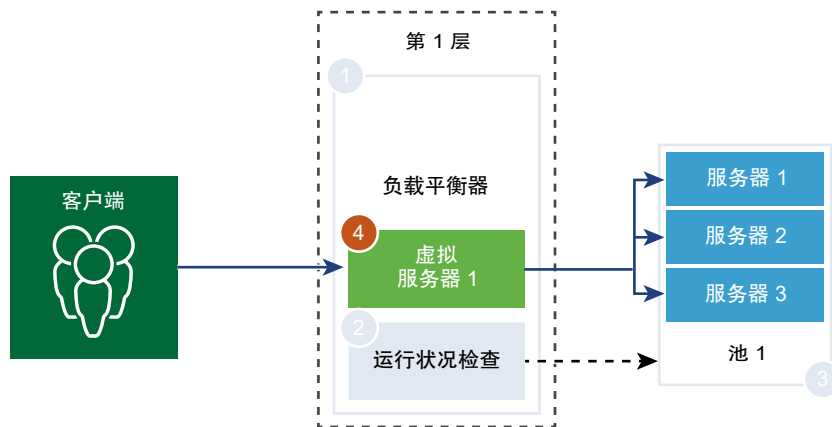 第 1 层
1
负载平衡器
客户端
4
虚拟
服务器 1
2
运行状况检查
服务器 1
服务器 2
服务器 3
池 1
3